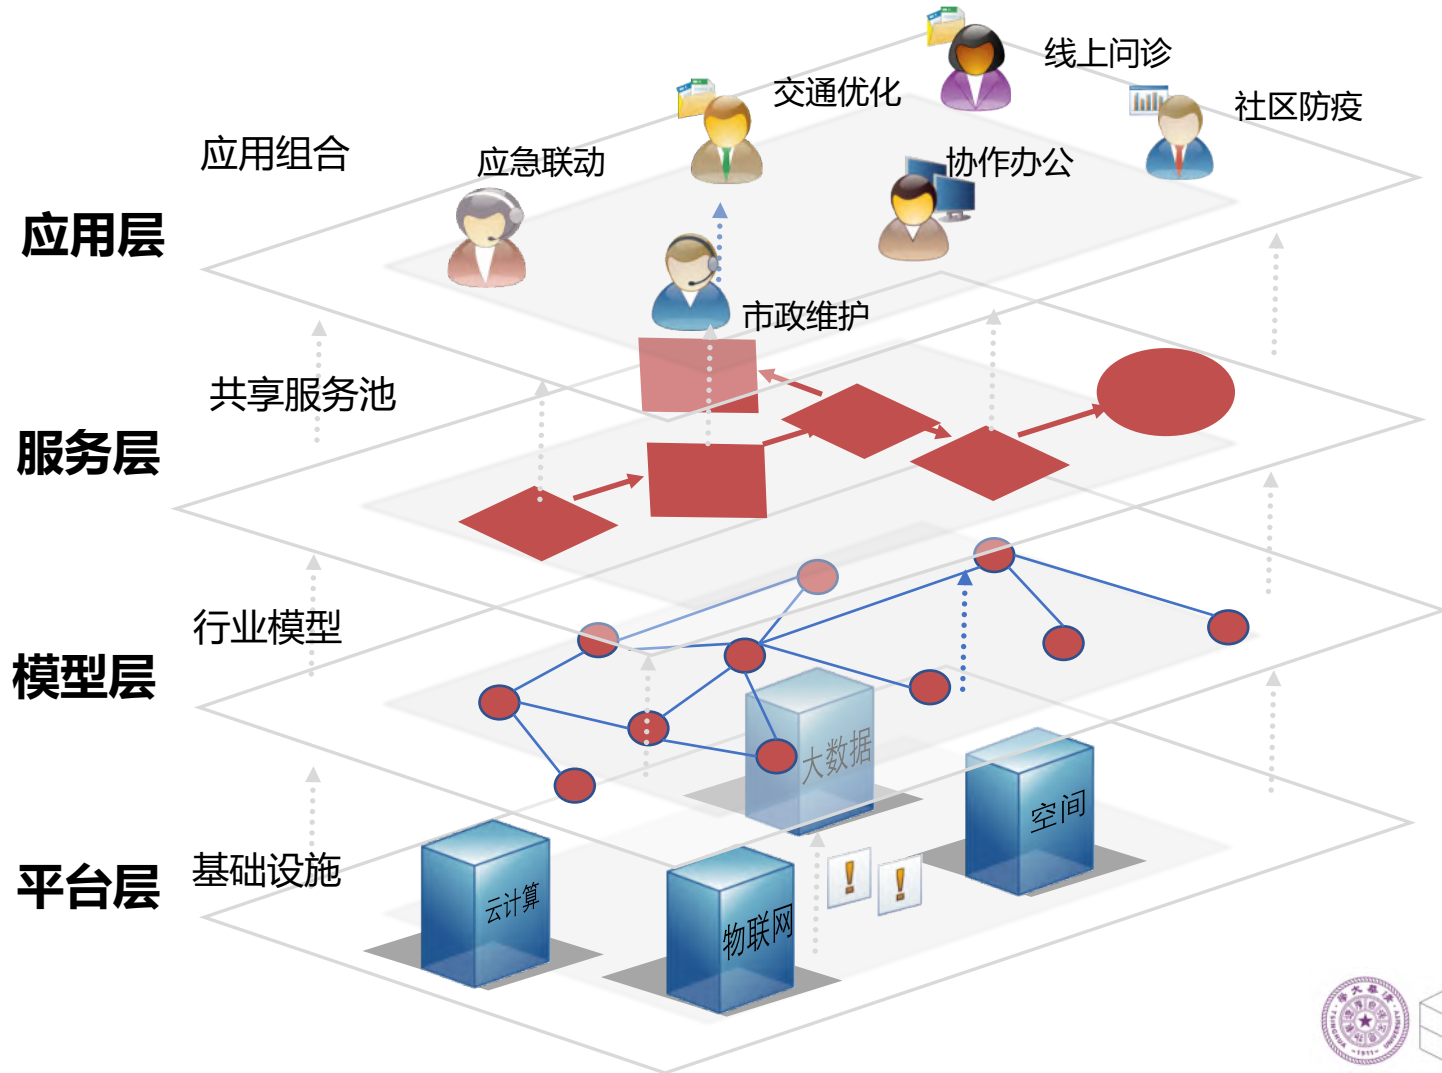 线上问诊
交通优化
社区防疫
应用组合
应急联动
协作办公
应用层
市政维护
共享服务池
服务层
行业模型
模型层
大数据
空间
基础设施
平台层
云计算
物联网
TSINGHUA UNIVERSITY
-1911-